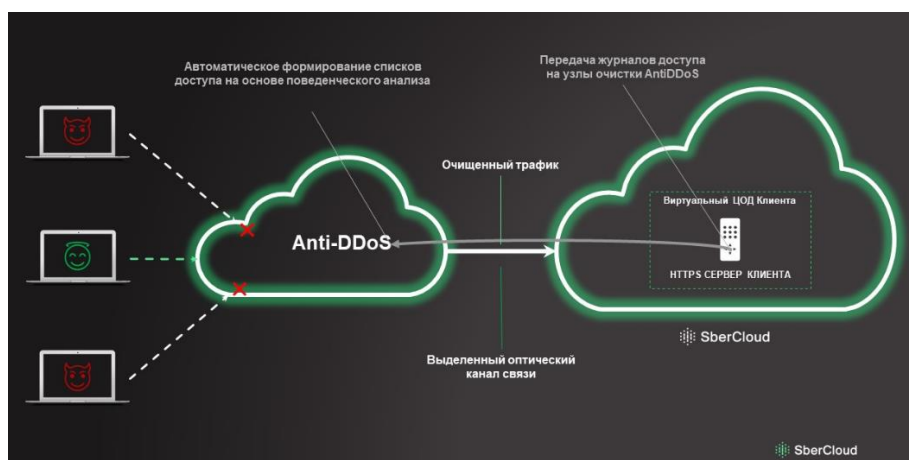 Автоматическое формирование списков
доступа на основе поведенческого анализа
Передача журналов доступа
на узлы очистки AntiDDoS
Очищенный трафик
Виртуальный ЦОД Клиента
Anti-DDoS
HTTPS СЕРВЕР КЛИЕНТА
SberCloud
Выделенный оптический
канал связи
SberCloud